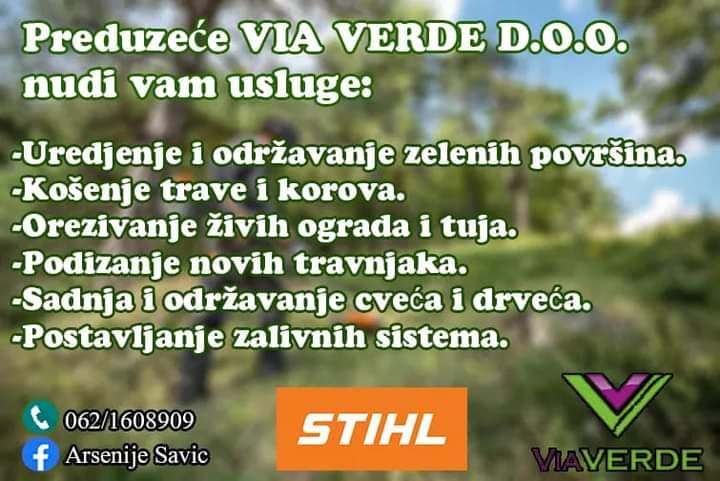 Preduzeće VIA VERDE D.O.O.
nudi vam usluge:
-Uredjenje i održavanje zelenih površina.
-Košenje trave i korova.
-Orezivanje živih ograda i tuja.
-Podizanje novih travnjaka.
-Sadnja i održavanje cveća i drveća.
-Postavljanje zalivnih sistema.
062/1608909
Arsenije Savic
STIHL
VIAVERDE